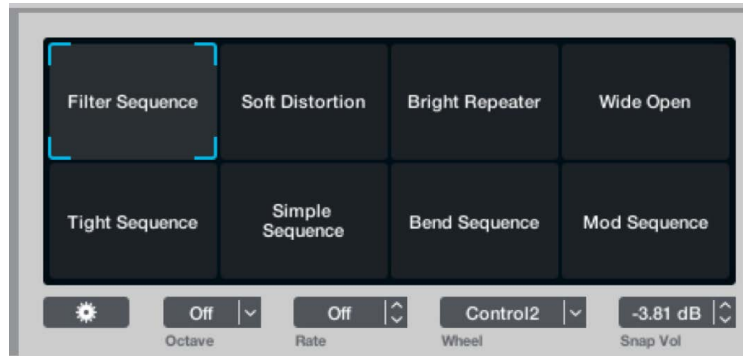 Filter Sequence
Soft Distortion
Bright Repeater
Wide Open
Tight Sequence
Simple
Sequence
Bend Sequence
Mod Sequence
Off
Off
Control2
-3.81 dB
Octave
Rate
Wheel
Snap Vol